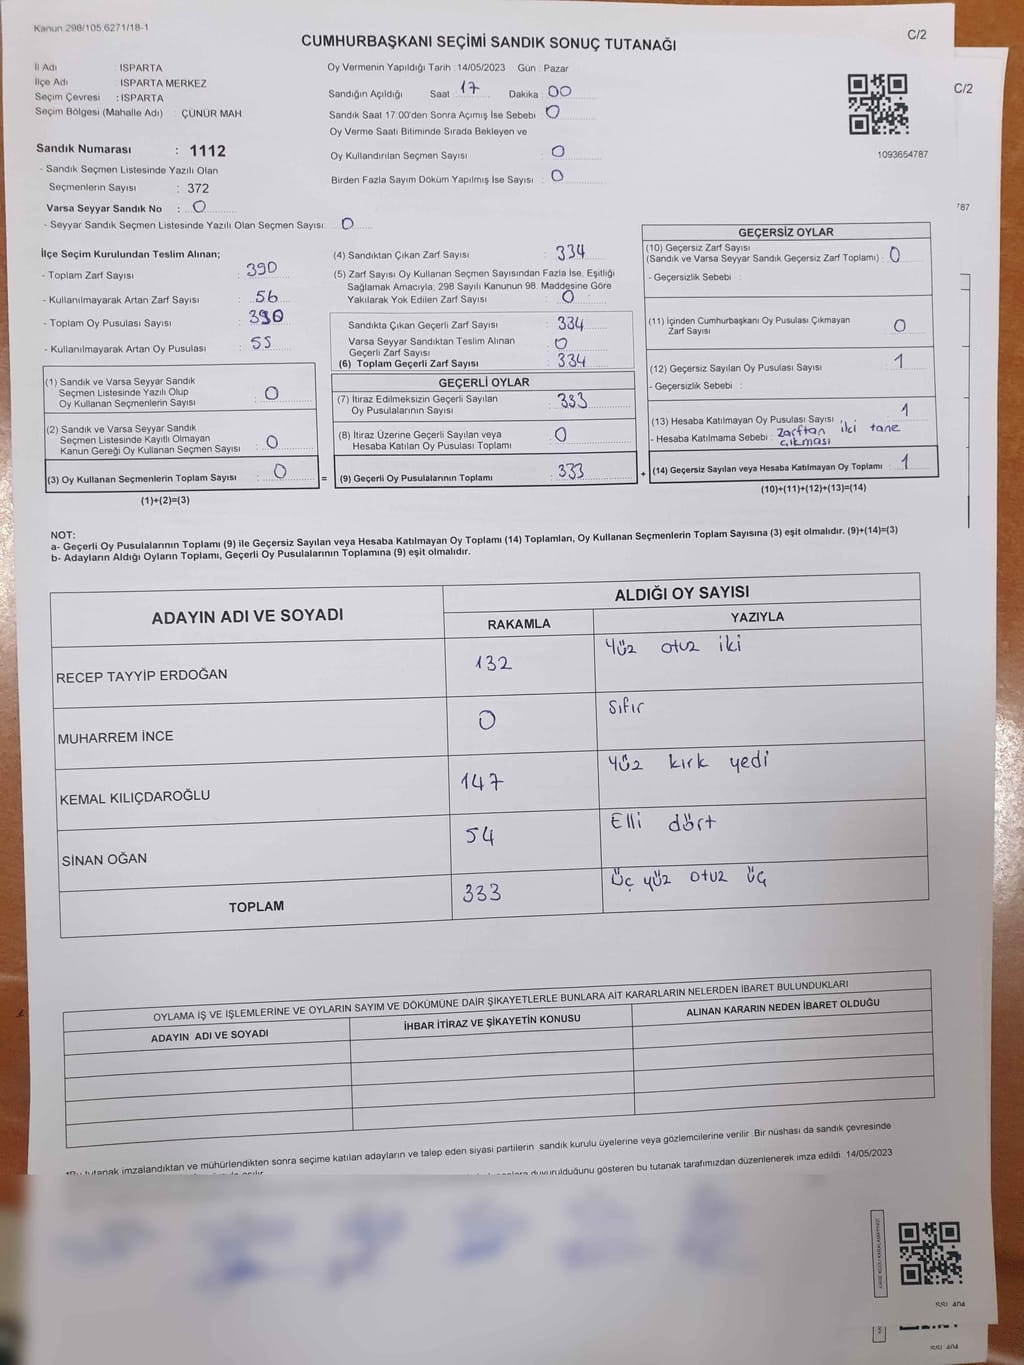 Kanun:298/105,6271/18-1
C/2
CUMHURBAŞKANI SEÇİMİ SANDIK SONUÇ TUTANAĞI
C/2
İl Adı : ISPARTA
İlçe Adı : ISPARTA MERKEZ
Seçim Çevresi : ISPARTA
Seçim Bölgesi (Mahalle Adı) : ÇÜNÜR MAH
Sandık Numarası : 1112
- Sandık Seçmen Listesinde Yazılı Olan
Seçmenlerin Sayısı : 372
Varsa Seyyar Sandık No : 0
- Seyyar Sandık Seçmen Listesinde Yazılı Olan Seçmen Sayısı: 0
Oy Vermenin Yapıldığı Tarih :14/05/2023 Gün : Pazar
Sandığın Açıldığı Saat 17 Dakika 00
Sandık Saat 17:00'den Sonra Açımış İse Sebebi : 0
Oy Verme Saati Bitiminde Sırada Bekleyen ve
Oy Kullandırılan Seçmen Sayısı : 0
Birden Fazla Sayım Döküm Yapılmış İse Sayısı : 0
1093654787
787
İlçe Seçim Kurulundan Teslim Alınan;
- Toplam Zarf Sayısı : 390
- Kullanılmayarak Artan Zarf Sayısı : 56
- Toplam Oy Pusulası Sayısı : 390
- Kullanılmayarak Artan Oy Pusulası : 55
(1) Sandık ve Varsa Seyyar Sandık
Seçmen Listesinde Yazılı Olup
Oy Kullanan Seçmenlerin Sayısı : 0
(2) Sandık ve Varsa Seyyar Sandık
Seçmen Listesinde Kayıtlı Olmayan
Kanun Gereği Oy Kullanan Seçmen Sayısı : 0
(3) Oy Kullanan Seçmenlerin Toplam Sayısı : 0
(1)+(2)=(3)
(4) Sandıktan Çıkan Zarf Sayısı : 334
(5) Zarf Sayısı Oy Kullanan Seçmen Sayısından Fazla İse, Eşitliği
Sağlamak Amacıyla; 298 Sayılı Kanunun 98. Maddesine Göre
Yakılarak Yok Edilen Zarf Sayısı : 0
Sandıkta Çıkan Geçerli Zarf Sayısı : 334
Varsa Seyyar Sandıktan Teslim Alınan
Geçerli Zarf Sayısı : 0
(6) Toplam Geçerli Zarf Sayısı : 334
GEÇERLİ OYLAR
(7) İtiraz Edilmeksizin Geçerli Sayılan
Oy Pusulalarının Sayısı : 333
(8) İtiraz Üzerine Geçerli Sayılan veya
Hesaba Katılan Oy Pusulası Toplamı : 0
= (9) Geçerli Oy Pusulalarının Toplamı : 333
GEÇERSİZ OYLAR
(10) Geçersiz Zarf Sayısı
(Sandık ve Varsa Seyyar Sandık Geçersiz Zarf Toplamı) : 0
- Geçersizlik Sebebi :
(11) İçinden Cumhurbaşkanı Oy Pusulası Çıkmayan
Zarf Sayısı : 0
(12) Geçersiz Sayılan Oy Pusulası Sayısı : 1
- Geçersizlik Sebebi :
(13) Hesaba Katılmayan Oy Pusulası Sayısı : 1
- Hesaba Katılmama Sebebi : Zarftan iki tane
çıkması
+ (14) Geçersiz Sayılan veya Hesaba Katılmayan Oy Toplamı : 1
(10)+(11)+(12)+(13)=(14)
NOT:
a- Geçerli Oy Pusulalarının Toplamı (9) ile Geçersiz Sayılan veya Hesaba Katılmayan Oy Toplamı (14) Toplamları, Oy Kullanan Seçmenlerin Toplam Sayısına (3) eşit olmalıdır. (9)+(14)=(3)
b- Adayların Aldığı Oyların Toplamı, Geçerli Oy Pusulalarının Toplamına (9) eşit olmalıdır.
ADAYIN ADI VE SOYADI
ALDIĞI OY SAYISI
RAKAMLA YAZIYLA
RECEP TAYYİP ERDOĞAN 132 Yüz otuz iki
MUHARREM İNCE 0 Sıfır
KEMAL KILIÇDAROĞLU 147 Yüz kırk yedi
SİNAN OĞAN 54 Elli dört
TOPLAM 333 Üç yüz otuz üç
OYLAMA İŞ VE İŞLEMLERİNE VE OYLARIN SAYIM VE DÖKÜMÜNE DAİR ŞİKAYETLERLE BUNLARA AİT KARARLARIN NELERDEN İBARET BULUNDUKLARI
ADAYIN ADI VE SOYADI İHBAR İTİRAZ VE ŞİKAYETİN KONUSU ALINAN KARARIN NEDEN İBARET OLDUĞU
*Bu tutanak imzalandıktan ve mühürlendikten sonra seçime katılan adayların ve talep eden siyasi partilerin sandık kurulu üyelerine veya gözlemcilerine verilir. Bir nüshası da sandık çevresinde
duyurulduğunu gösteren bu tutanak tarafımızdan düzenlenerek imza edildi. 14/05/2023